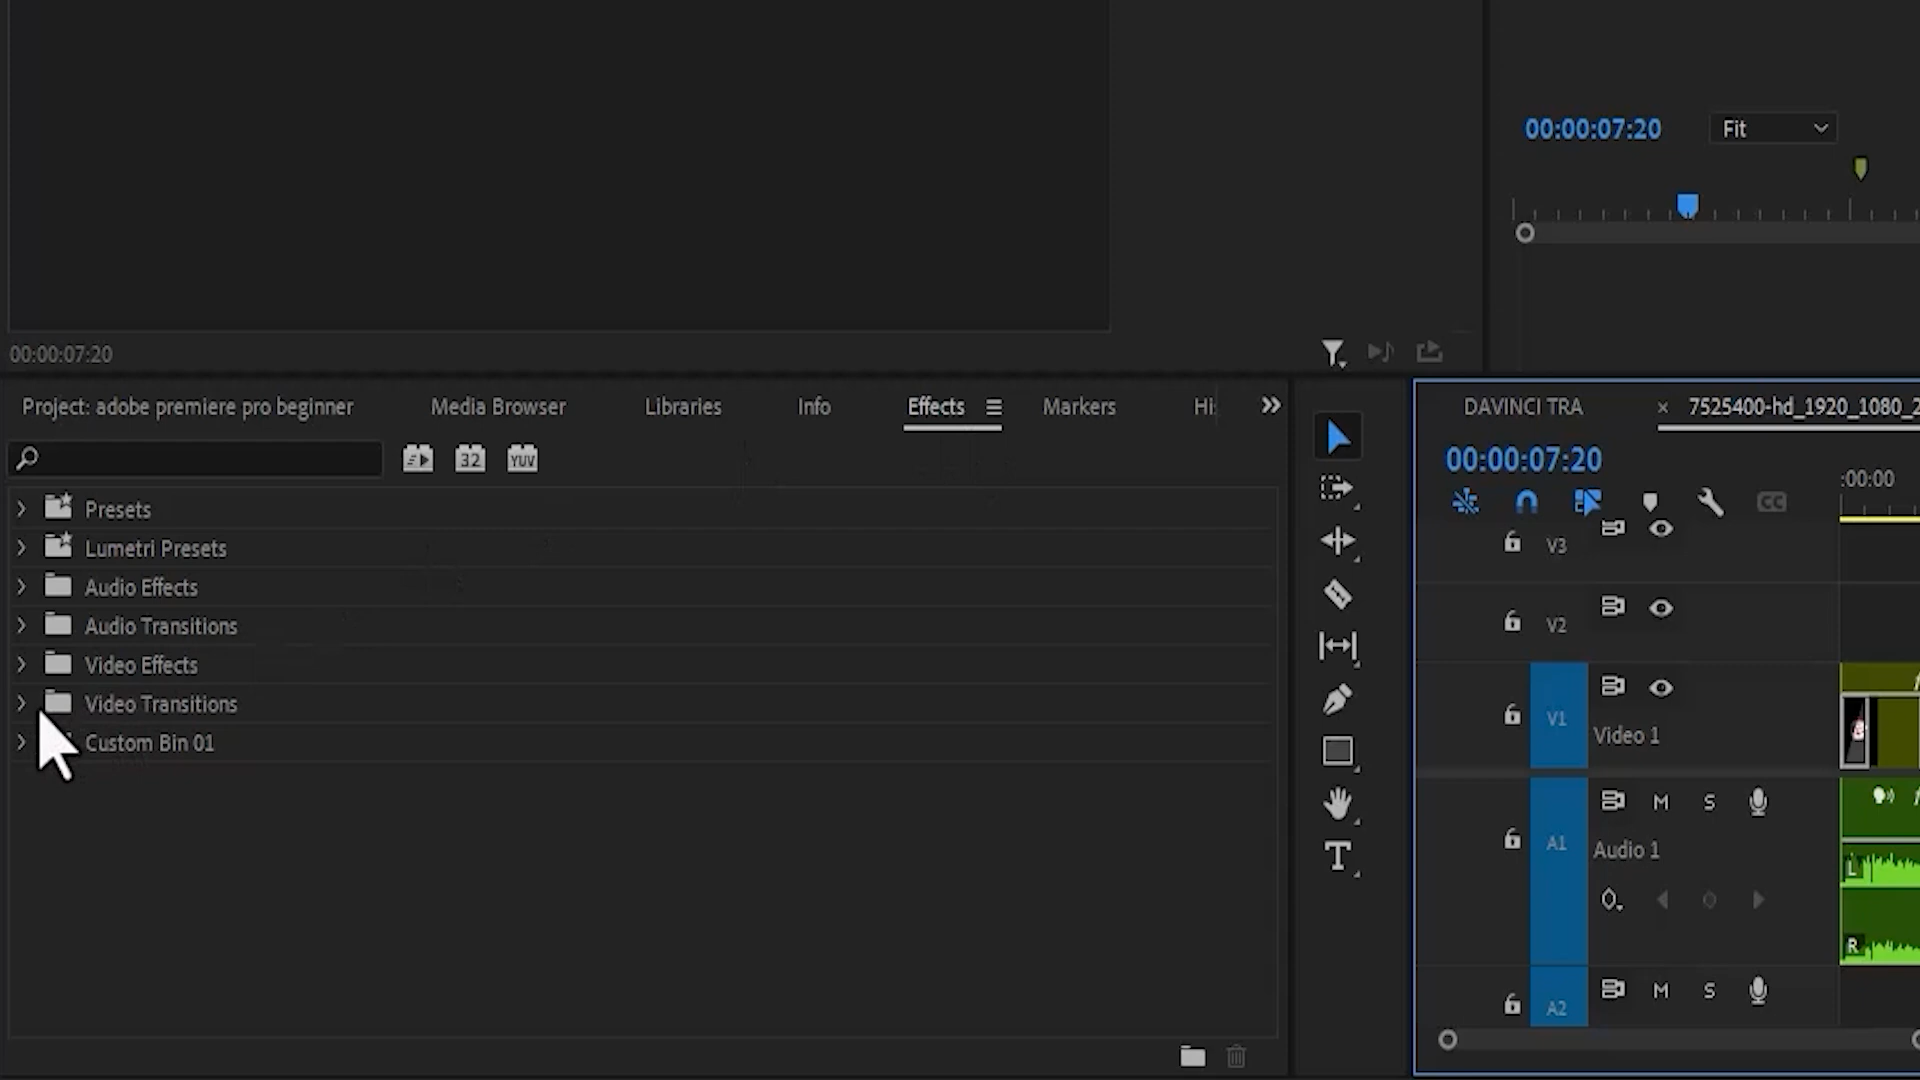 00:00:07:20
Fit
00:00:07:20
Project: adobe premiere pro beginner
Media Browser
Libraries
Info
Effects
Markers
His
32
YUV
Presets
Lumetri Presets
Audio Effects
Audio Transitions
Video Effects
Video Transitions
Custom Bin 01
T
DAVINCI TRA
× 7525400-hd_1920_1080_2
00:00:07:20
:00:00
CC
V3
V2
V1
Video 1
A1
M S
Audio 1
L
R
A2
M S